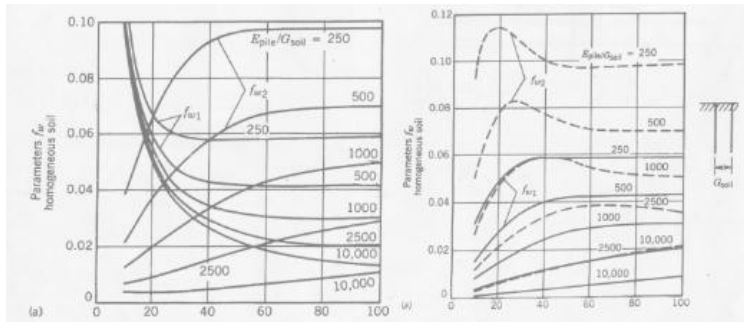 0.10
0.08
0.06
0.04
0.02
0
Parameters f_w
homogeneous soil
E_pile/G_soil = 250
f_w1
f_w2
500
250
1000
500
1000
2500
10,000
2500
10,000
20 40 60 80 100
(a)
0.12
0.10
0.08
0.06
0.04
0.02
0
Parameters f_w
homogeneous soil
E_pile/G_soil = 250
f_w2
500
250
1000
f_w1
500
2500
1000
2500
10,000
10,000
20 40 60 80 100
G_soil